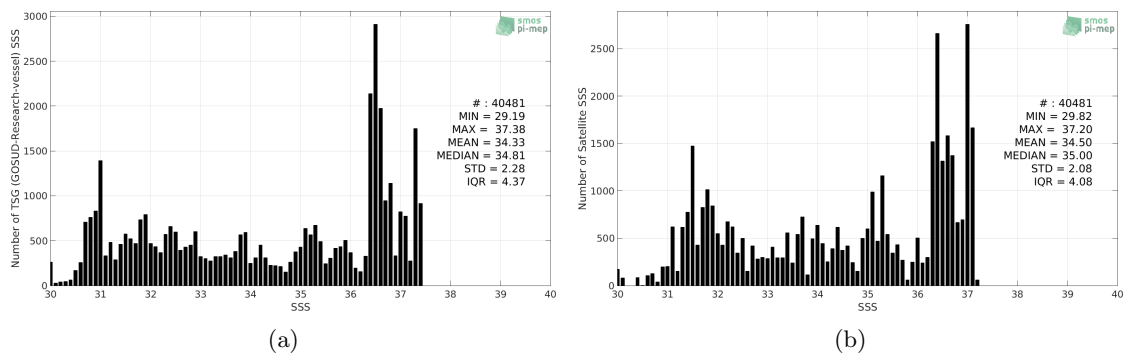 smos
pi-mep
Number of TSG (GOSUD-Research-vessel) SSS
3000
2500
2000
1500
1000
500
0
# : 40481
MIN = 29.19
MAX = 37.38
MEAN = 34.33
MEDIAN = 34.81
STD = 2.28
IQR = 4.37
30 31 32 33 34 35 36 37 38 39 40
SSS
(a)
smos
pi-mep
Number of Satellite SSS
2500
2000
1500
1000
500
0
# : 40481
MIN = 29.82
MAX = 37.20
MEAN = 34.50
MEDIAN = 35.00
STD = 2.08
IQR = 4.08
30 31 32 33 34 35 36 37 38 39 40
SSS
(b)